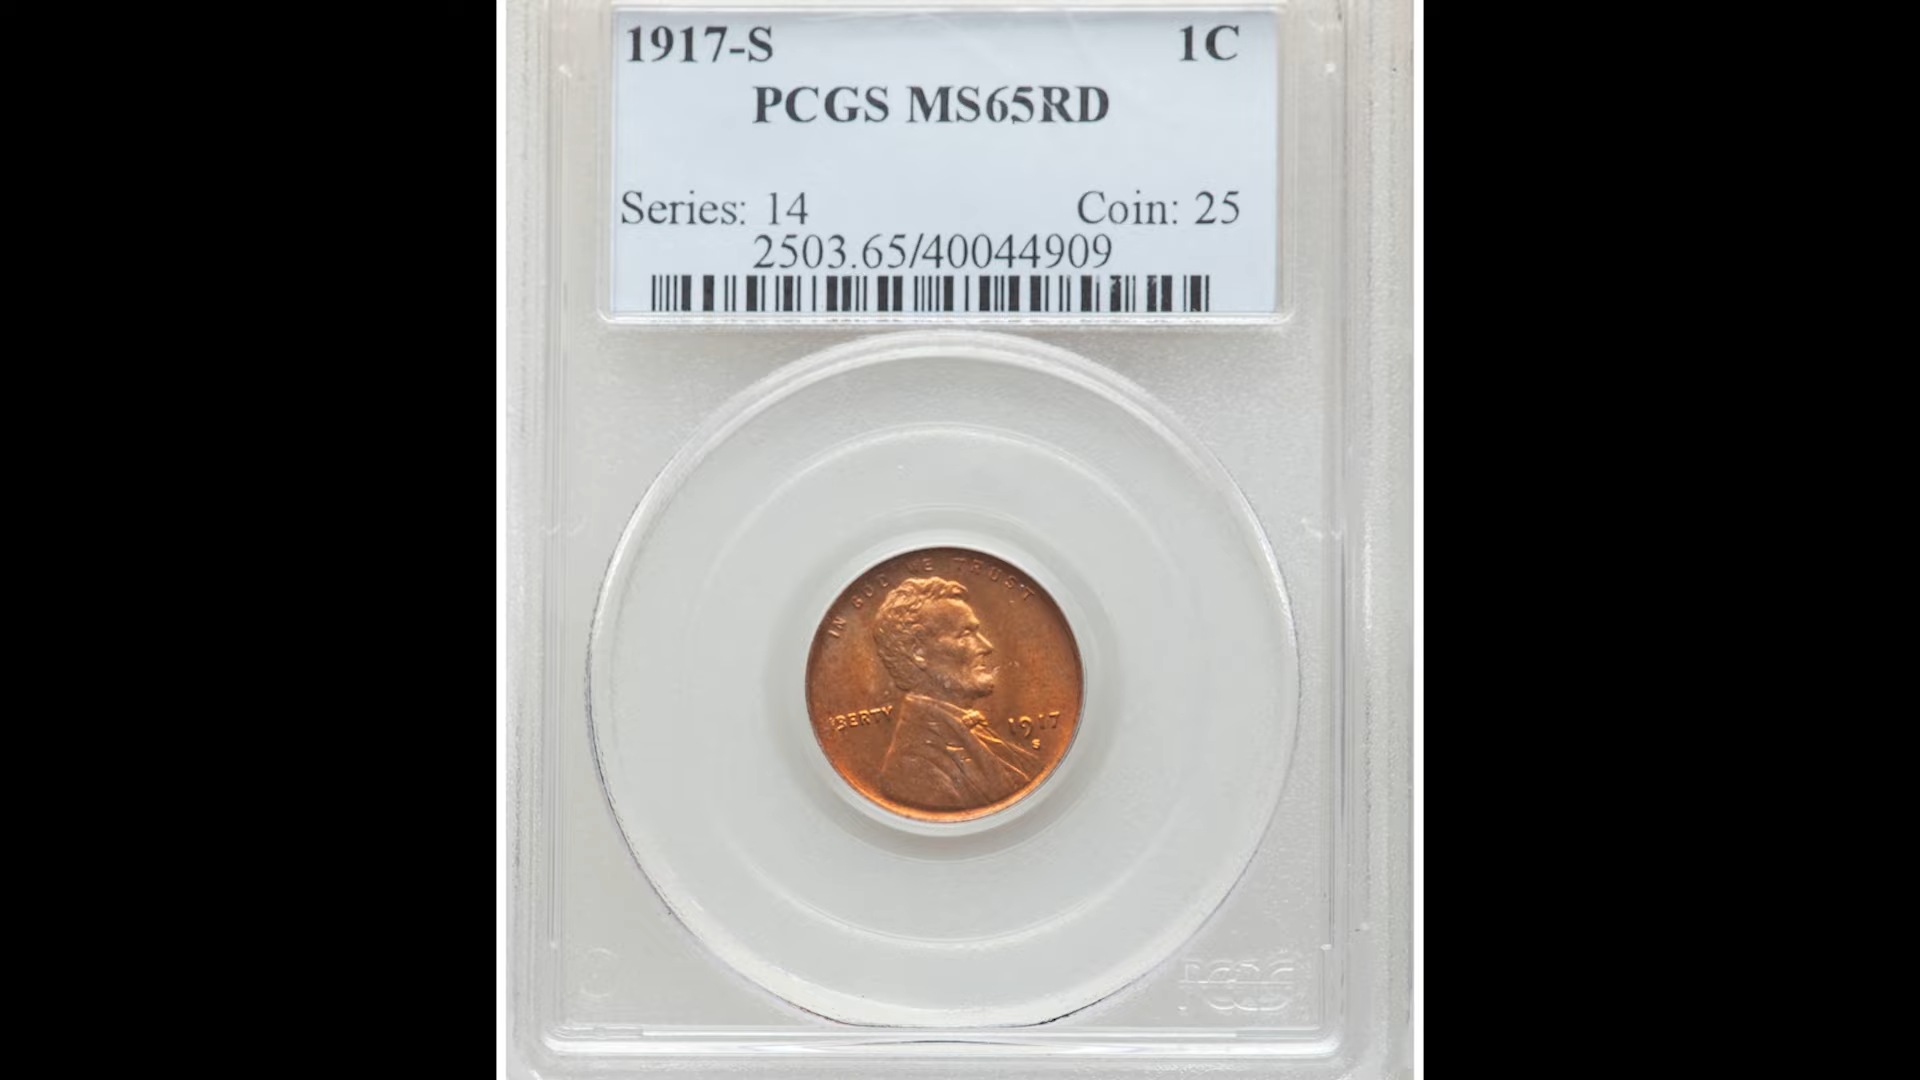 1917-S 1C
PCGS MS65RD
Series: 14 Coin: 25
2503.65/40044909
IN GOD WE TRUST
LIBERTY 1917
S
PCGS